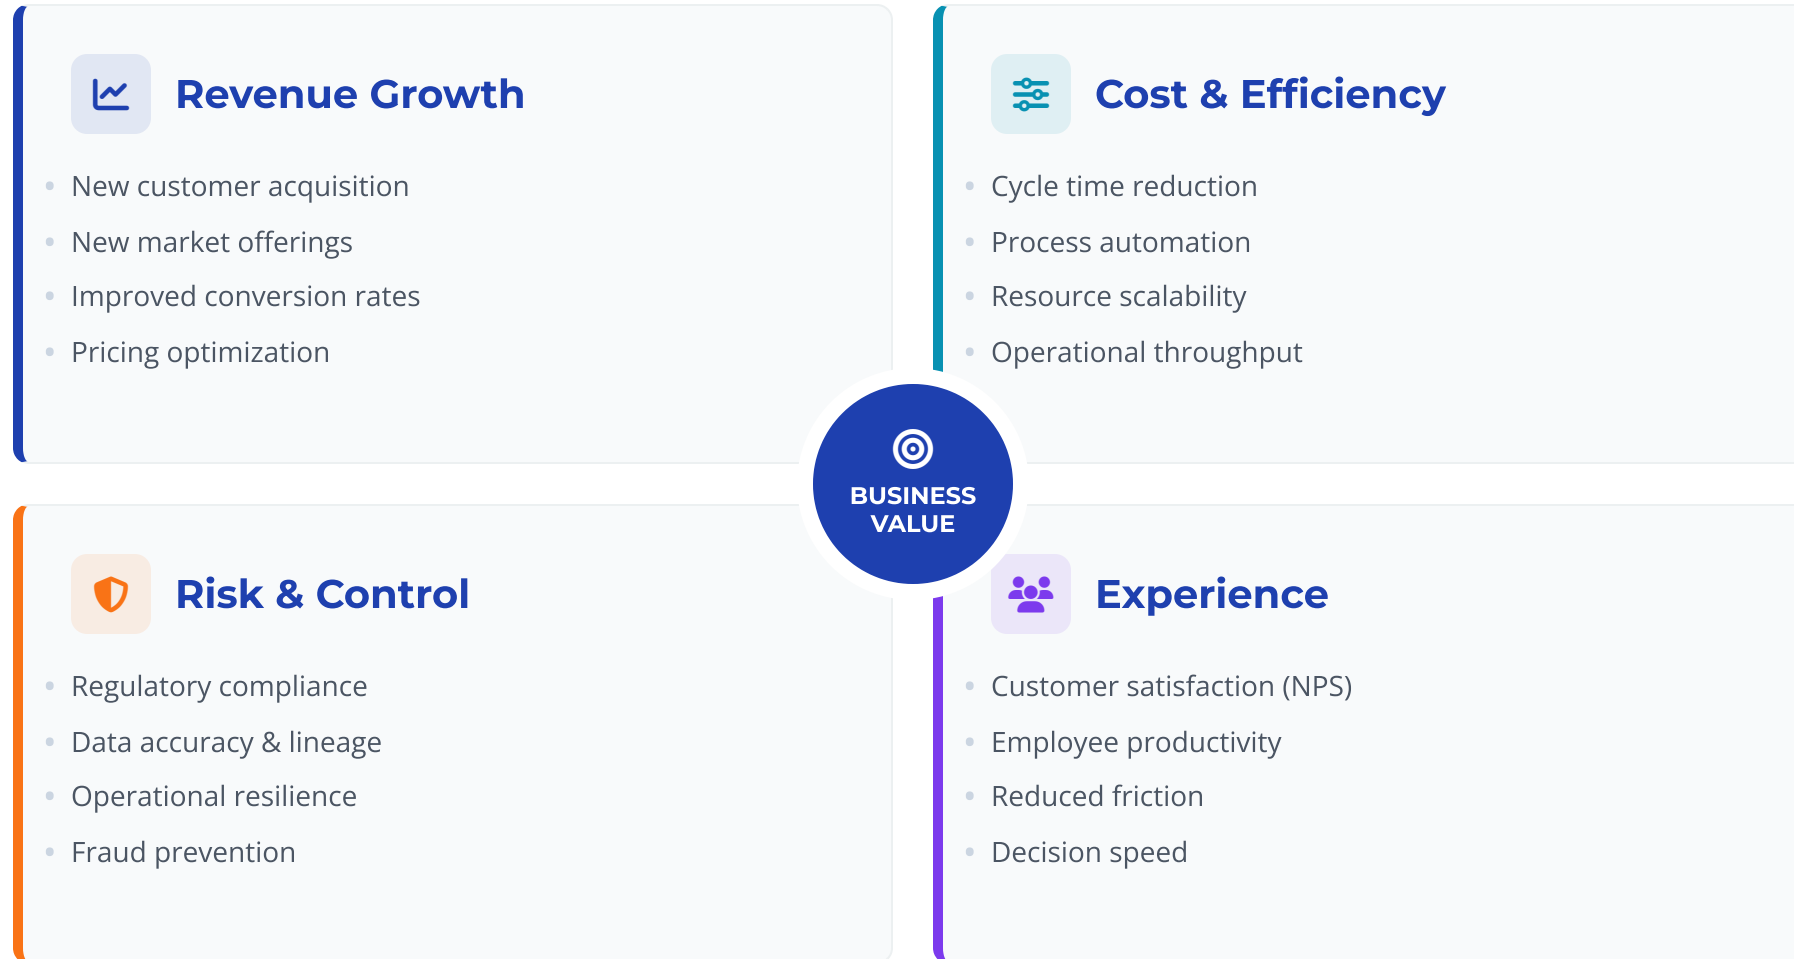 Revenue Growth
• New customer acquisition
• New market offerings
• Improved conversion rates
• Pricing optimization
Cost & Efficiency
• Cycle time reduction
• Process automation
• Resource scalability
• Operational throughput
BUSINESS
VALUE
Risk & Control
• Regulatory compliance
• Data accuracy & lineage
• Operational resilience
• Fraud prevention
Experience
• Customer satisfaction (NPS)
• Employee productivity
• Reduced friction
• Decision speed